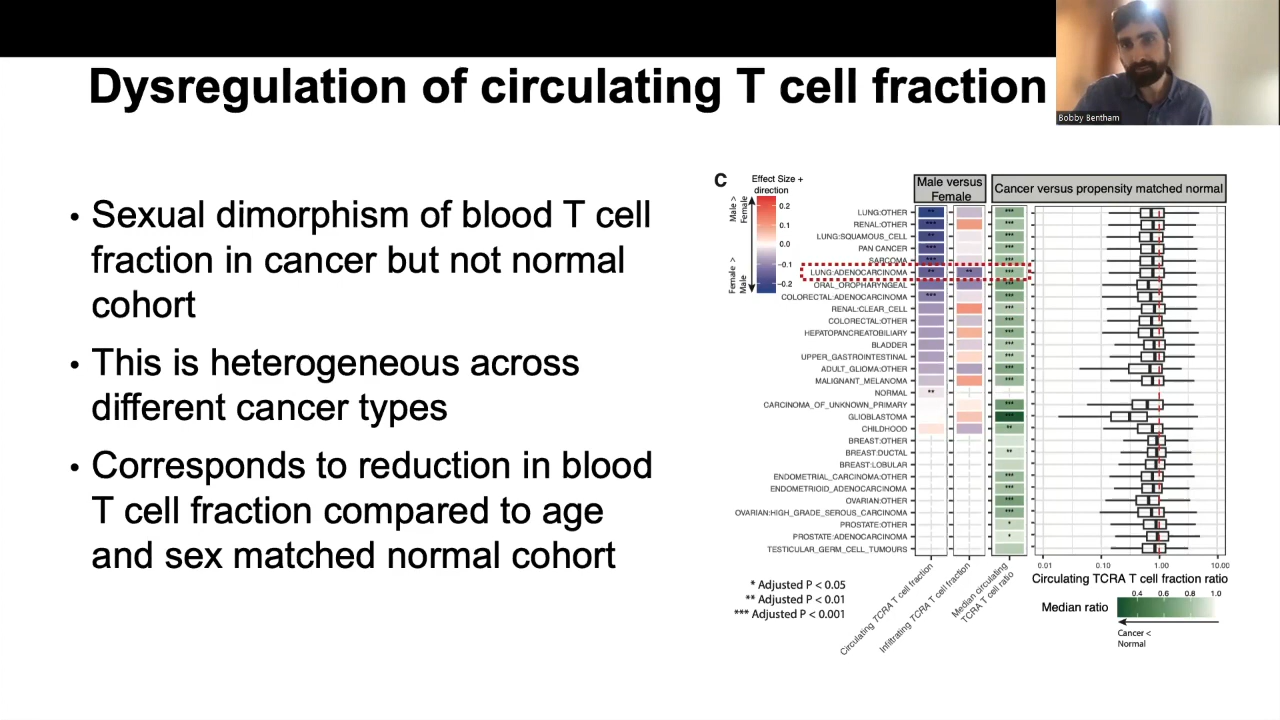 Bobby Bentham
Dysregulation of circulating T cell fraction
• Sexual dimorphism of blood T cell
fraction in cancer but not normal
cohort
• This is heterogeneous across
different cancer types
• Corresponds to reduction in blood
T cell fraction compared to age
and sex matched normal cohort
C
Effect Size +
direction
Male >
Female
Female >
Male
0.2
0.1
0.0
-0.1
-0.2
Male versus
Female
Cancer versus propensity matched normal
LUNG:OTHER ** ***
RENAL:OTHER *** ***
LUNG:SQUAMOUS_CELL ** ***
PAN CANCER *** ***
SARCOMA *** ***
LUNG:ADENOCARCINOMA ** ** ***
ORAL_OROPHARYNGEAL ***
COLORECTAL:ADENOCARCINOMA *** ***
RENAL:CLEAR_CELL ***
COLORECTAL:OTHER ***
HEPATOPANCREATOBILIARY ***
BLADDER ***
UPPER_GASTROINTESTINAL ***
ADULT_GLIOMA:OTHER ***
MALIGNANT_MELANOMA ***
NORMAL **
CARCINOMA_OF_UNKNOWN_PRIMARY ***
GLIOBLASTOMA ***
CHILDHOOD **
BREAST:OTHER
BREAST:DUCTAL **
BREAST:LOBULAR
ENDOMETRIAL_CARCINOMA:OTHER ***
ENDOMETRIOID_ADENOCARCINOMA ***
OVARIAN:OTHER ***
OVARIAN:HIGH_GRADE_SEROUS_CARCINOMA ***
PROSTATE:OTHER *
PROSTATE:ADENOCARCINOMA *
TESTICULAR_GERM_CELL_TUMOURS
0.01 0.10 1.00 10.00
Circulating TCRA T cell fraction ratio
Circulating TCRA T cell fraction
Infiltrating TCRA T cell fraction
Median circulating
TCRA T cell ratio
* Adjusted P < 0.05
** Adjusted P < 0.01
*** Adjusted P < 0.001
Median ratio
0.4 0.6 0.8 1.0
Cancer <
Normal